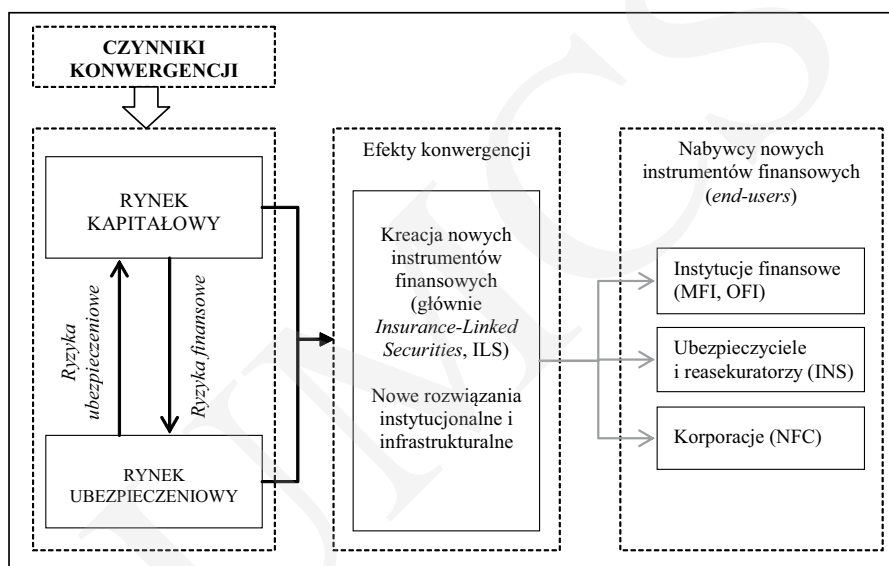 CZYNNIKI
KONWERGENCJI
RYNEK
KAPITAŁOWY
Ryzyka
ubezpieczeniowe
Ryzyka finansowe
RYNEK
UBEZPIECZENIOWY
Efekty konwergencji
Kreacja nowych
instrumentów
finansowych
(głównie
Insurance-Linked
Securities, ILS)
Nowe rozwiązania
instytucjonalne i
infrastrukturalne
Nabywcy nowych
instrumentów finansowych
(end-users)
Instytucje finansowe
(MFI, OFI)
Ubezpieczyciele
i reasekuratorzy (INS)
Korporacje (NFC)
UMCS